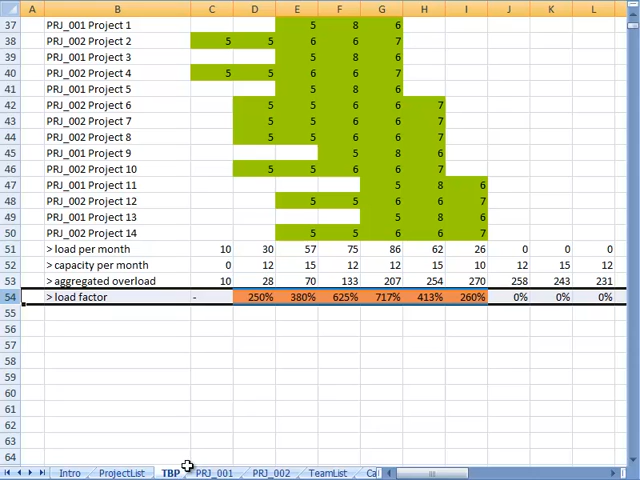 A B C D E F G H I J K L
37 PRJ_001 Project 1 5 8 6
38 PRJ_002 Project 2 5 5 6 6 7
39 PRJ_001 Project 3 5 8 6
40 PRJ_002 Project 4 5 5 6 6 7
41 PRJ_001 Project 5 5 8 6
42 PRJ_002 Project 6 5 5 6 6 7
43 PRJ_002 Project 7 5 5 6 6 7
44 PRJ_002 Project 8 5 5 6 6 7
45 PRJ_001 Project 9 5 8 6
46 PRJ_002 Project 10 5 5 6 6 7
47 PRJ_001 Project 11 5 8 6
48 PRJ_002 Project 12 5 5 6 6 7
49 PRJ_001 Project 13 5 8 6
50 PRJ_002 Project 14 5 5 6 6 7
51 > load per month 10 30 57 75 86 62 26 0 0 0
52 > capacity per month 0 12 15 12 12 15 10 12 15 12
53 > aggregated overload 10 28 70 133 207 254 270 258 243 231
54 > load factor - 250% 380% 625% 717% 413% 260% 0% 0% 0%
55
56
57
58
59
60
61
62
63
64
Intro ProjectList TBP PRJ_001 PRJ_002 TeamList Ca